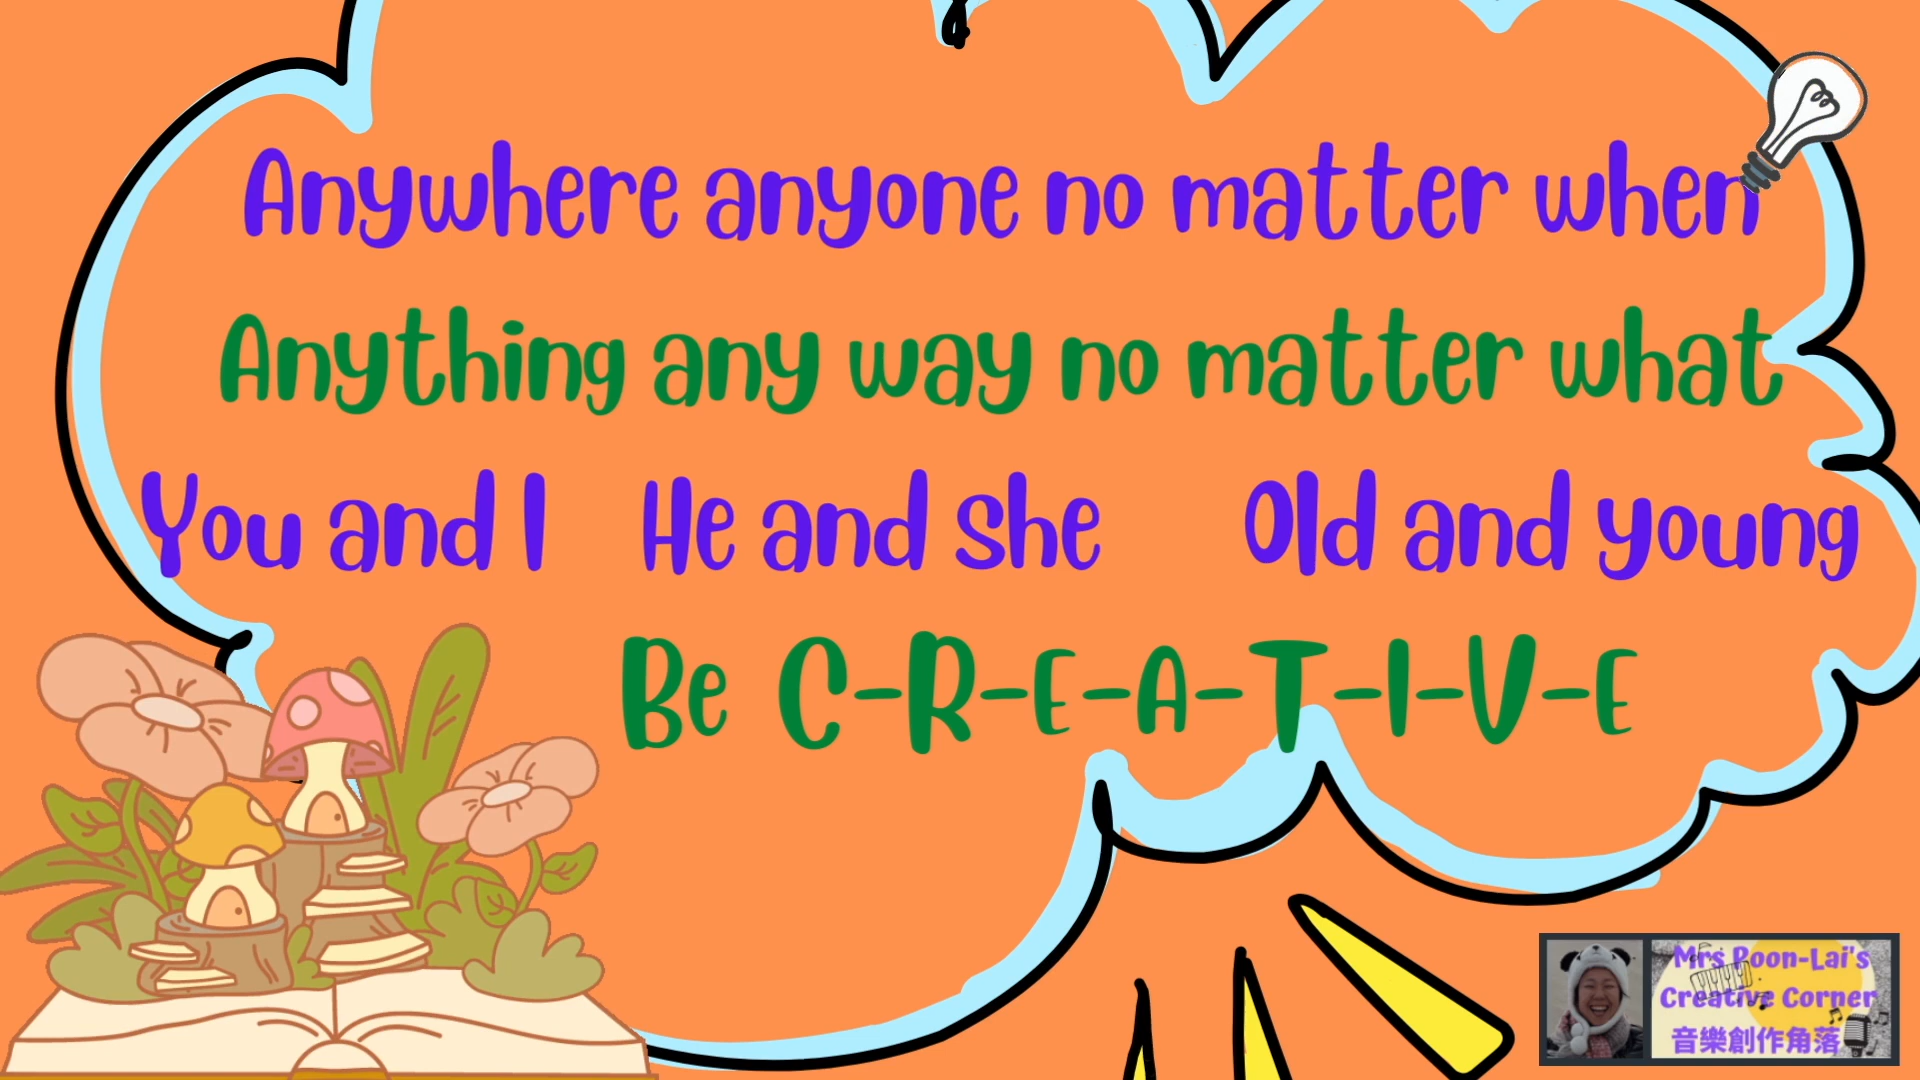 Anywhere anyone no matter when
Anything any way no matter what
You and I He and she Old and young
Be C-R-E-A-T-I-V-E
Mrs Poon-Lai's
Creative Corner
音樂創作角落